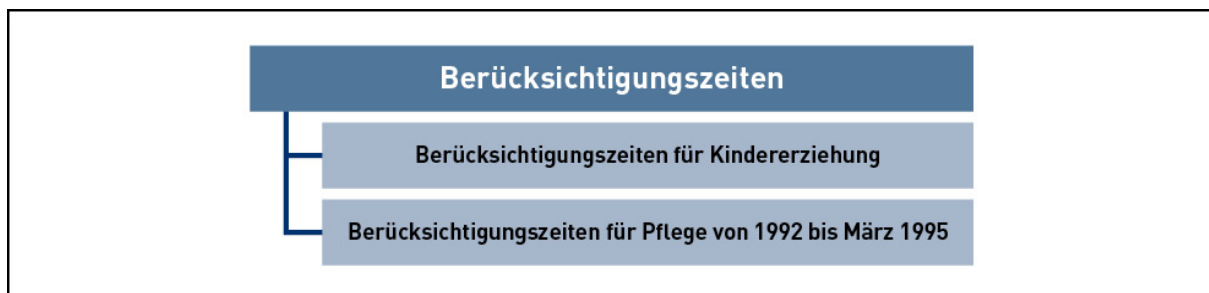 Berücksichtigungszeiten
Berücksichtigungszeiten für Kindererziehung
Berücksichtigungszeiten für Pflege von 1992 bis März 1995